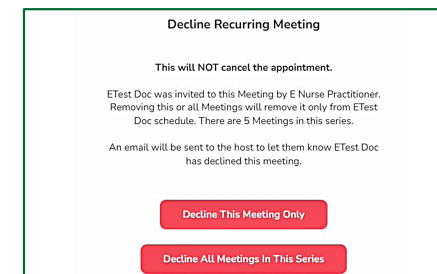 Decline Recurring Meeting
This will NOT cancel the appointment.
ETest Doc was invited to this Meeting by E Nurse Practitioner.
Removing this or all Meetings will remove it only from ETest
Doc schedule. There are 5 Meetings in this series.
An email will be sent to the host to let them know ETest Doc
has declined this meeting.
Decline This Meeting Only
Decline All Meetings In This Series